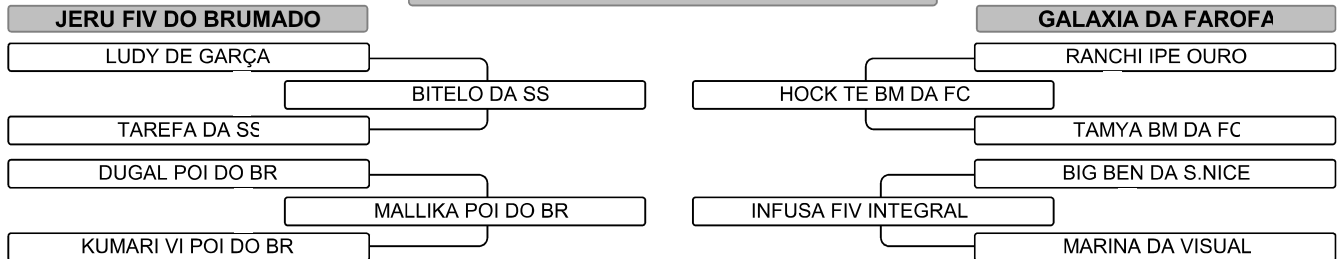 JERU FIV DO BRUMADO
GALAXIA DA FAROFA
LUDY DE GARÇA
RANCHI IPE OURO
BITELO DA SS
HOCK TE BM DA FC
TAREFA DA SS
TAMYA BM DA FC
DUGAL POI DO BR
BIG BEN DA S.NICE
MALLIKA POI DO BR
INFUSA FIV INTEGRAL
KUMARI VI POI DO BR
MARINA DA VISUAL